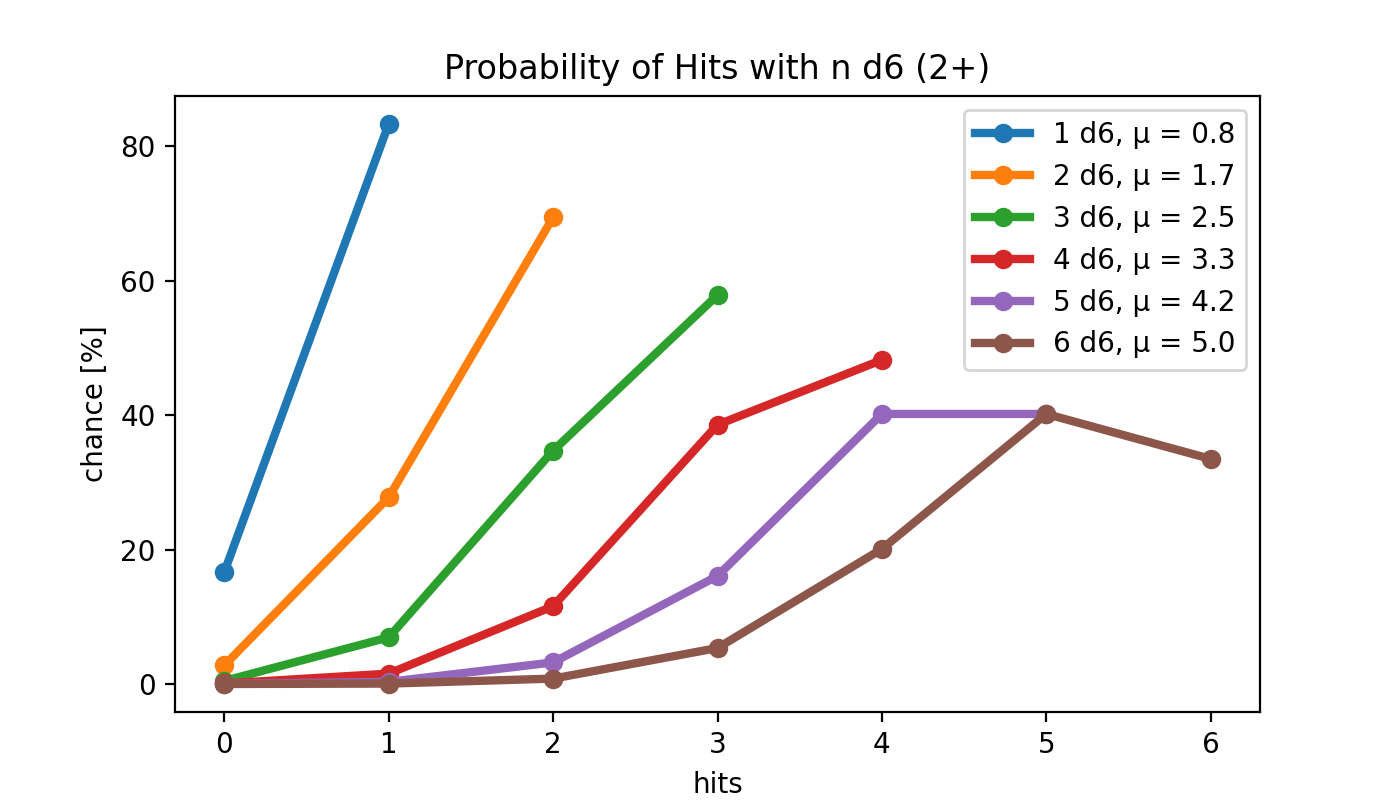 Probability of Hits with n d6 (2+)
1 d6, μ = 0.8
2 d6, μ = 1.7
3 d6, μ = 2.5
4 d6, μ = 3.3
5 d6, μ = 4.2
6 d6, μ = 5.0
chance [%]
80
60
40
20
0
0 1 2 3 4 5 6
hits